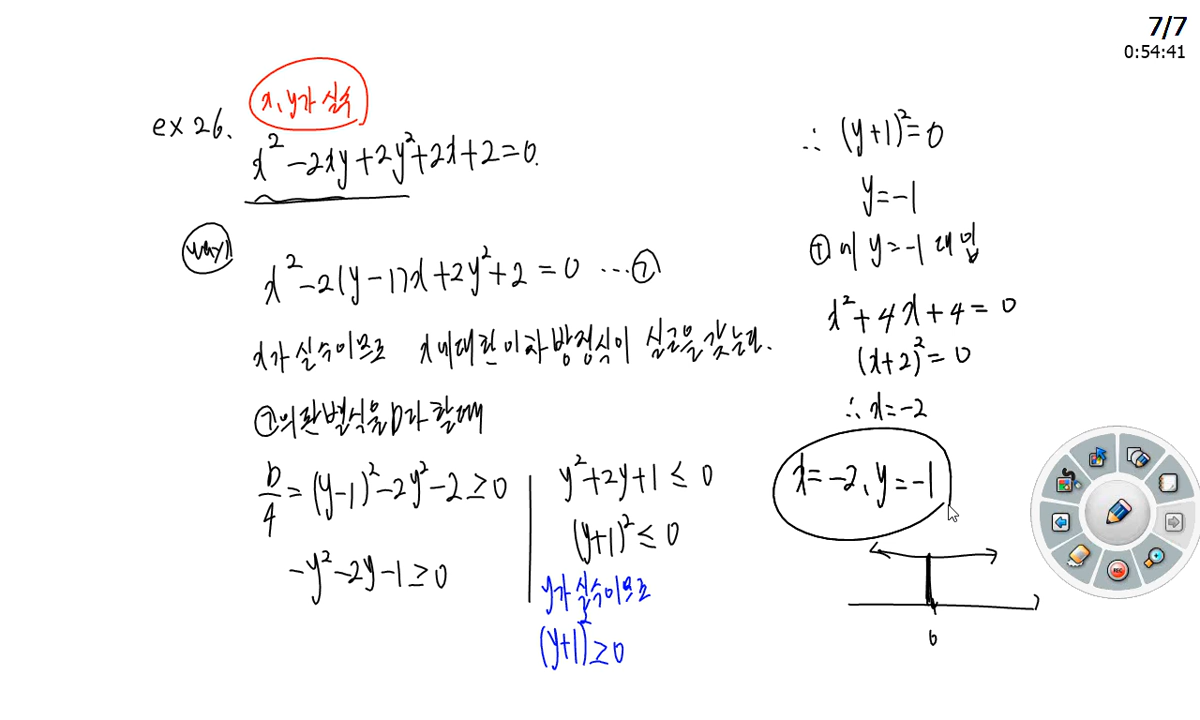 7/7
0:54:41
x, y가 실수
ex 26.
x² - 2xy + 2y² + 2x + 2 = 0.
way1
x² - 2(y - 1)x + 2y² + 2 = 0 … ㉠
x가 실수이므로 x에 대한 이차방정식이 실근을 갖는다.
㉠의 판별식을 D라 할 때
D/4 = (y-1)² - 2y² - 2 ≥ 0
-y² - 2y - 1 ≥ 0
y² + 2y + 1 ≤ 0
(y+1)² ≤ 0
y가 실수이므로
(y+1)² ≥ 0
∴ (y+1)² = 0
y = -1
㉠에 y = -1 대입
x² + 4x + 4 = 0
(x+2)² = 0
∴ x = -2
x = -2, y = -1
0
REC